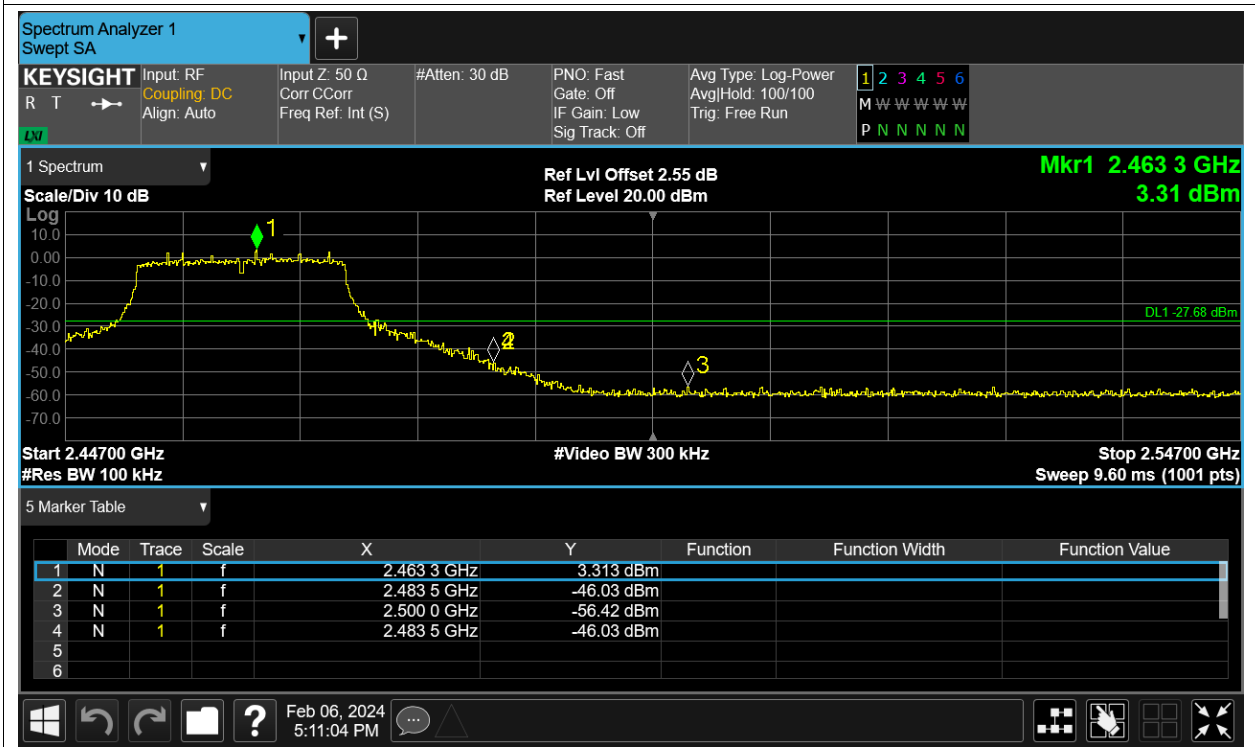 Spectrum Analyzer 1
Swept SA
+
KEYSIGHT Input: RF Input Z: 50 Ω #Atten: 30 dB PNO: Fast Avg Type: Log-Power 1 2 3 4 5 6
R T Coupling: DC Corr CCorr Gate: Off Avg|Hold: 100/100 M W W W W W
Align: Auto Freq Ref: Int (S) IF Gain: Low Trig: Free Run
LXI Sig Track: Off P N N N N N
1 Spectrum Ref Lvl Offset 2.55 dB Mkr1 2.463 3 GHz
Scale/Div 10 dB Ref Level 20.00 dBm 3.31 dBm
Log
1
10.0
0.00
-10.0
-20.0
DL1 -27.68 dBm
-30.0
-40.0
3
-50.0
-60.0
-70.0
Start 2.44700 GHz #Video BW 300 kHz Stop 2.54700 GHz
#Res BW 100 kHz Sweep 9.60 ms (1001 pts)
5 Marker Table
Mode Trace Scale X Y Function Function Width Function Value
1 N 1 f 2.463 3 GHz 3.313 dBm
2 N 1 f 2.483 5 GHz -46.03 dBm
3 N 1 f 2.500 0 GHz -56.42 dBm
4 N 1 f 2.483 5 GHz -46.03 dBm
5
6
? Feb 06, 2024
5:11:04 PM